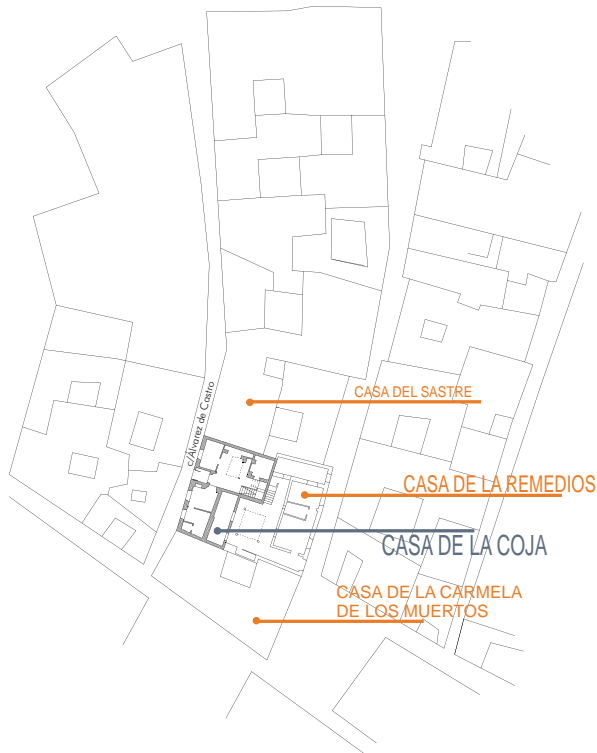 CASA DEL SASTRE
c/Álvarez de Castro
CASA DE LA REMEDIOS
CASA DE LA COJA
CASA DE LA CARMELA
DE LOS MUERTOS